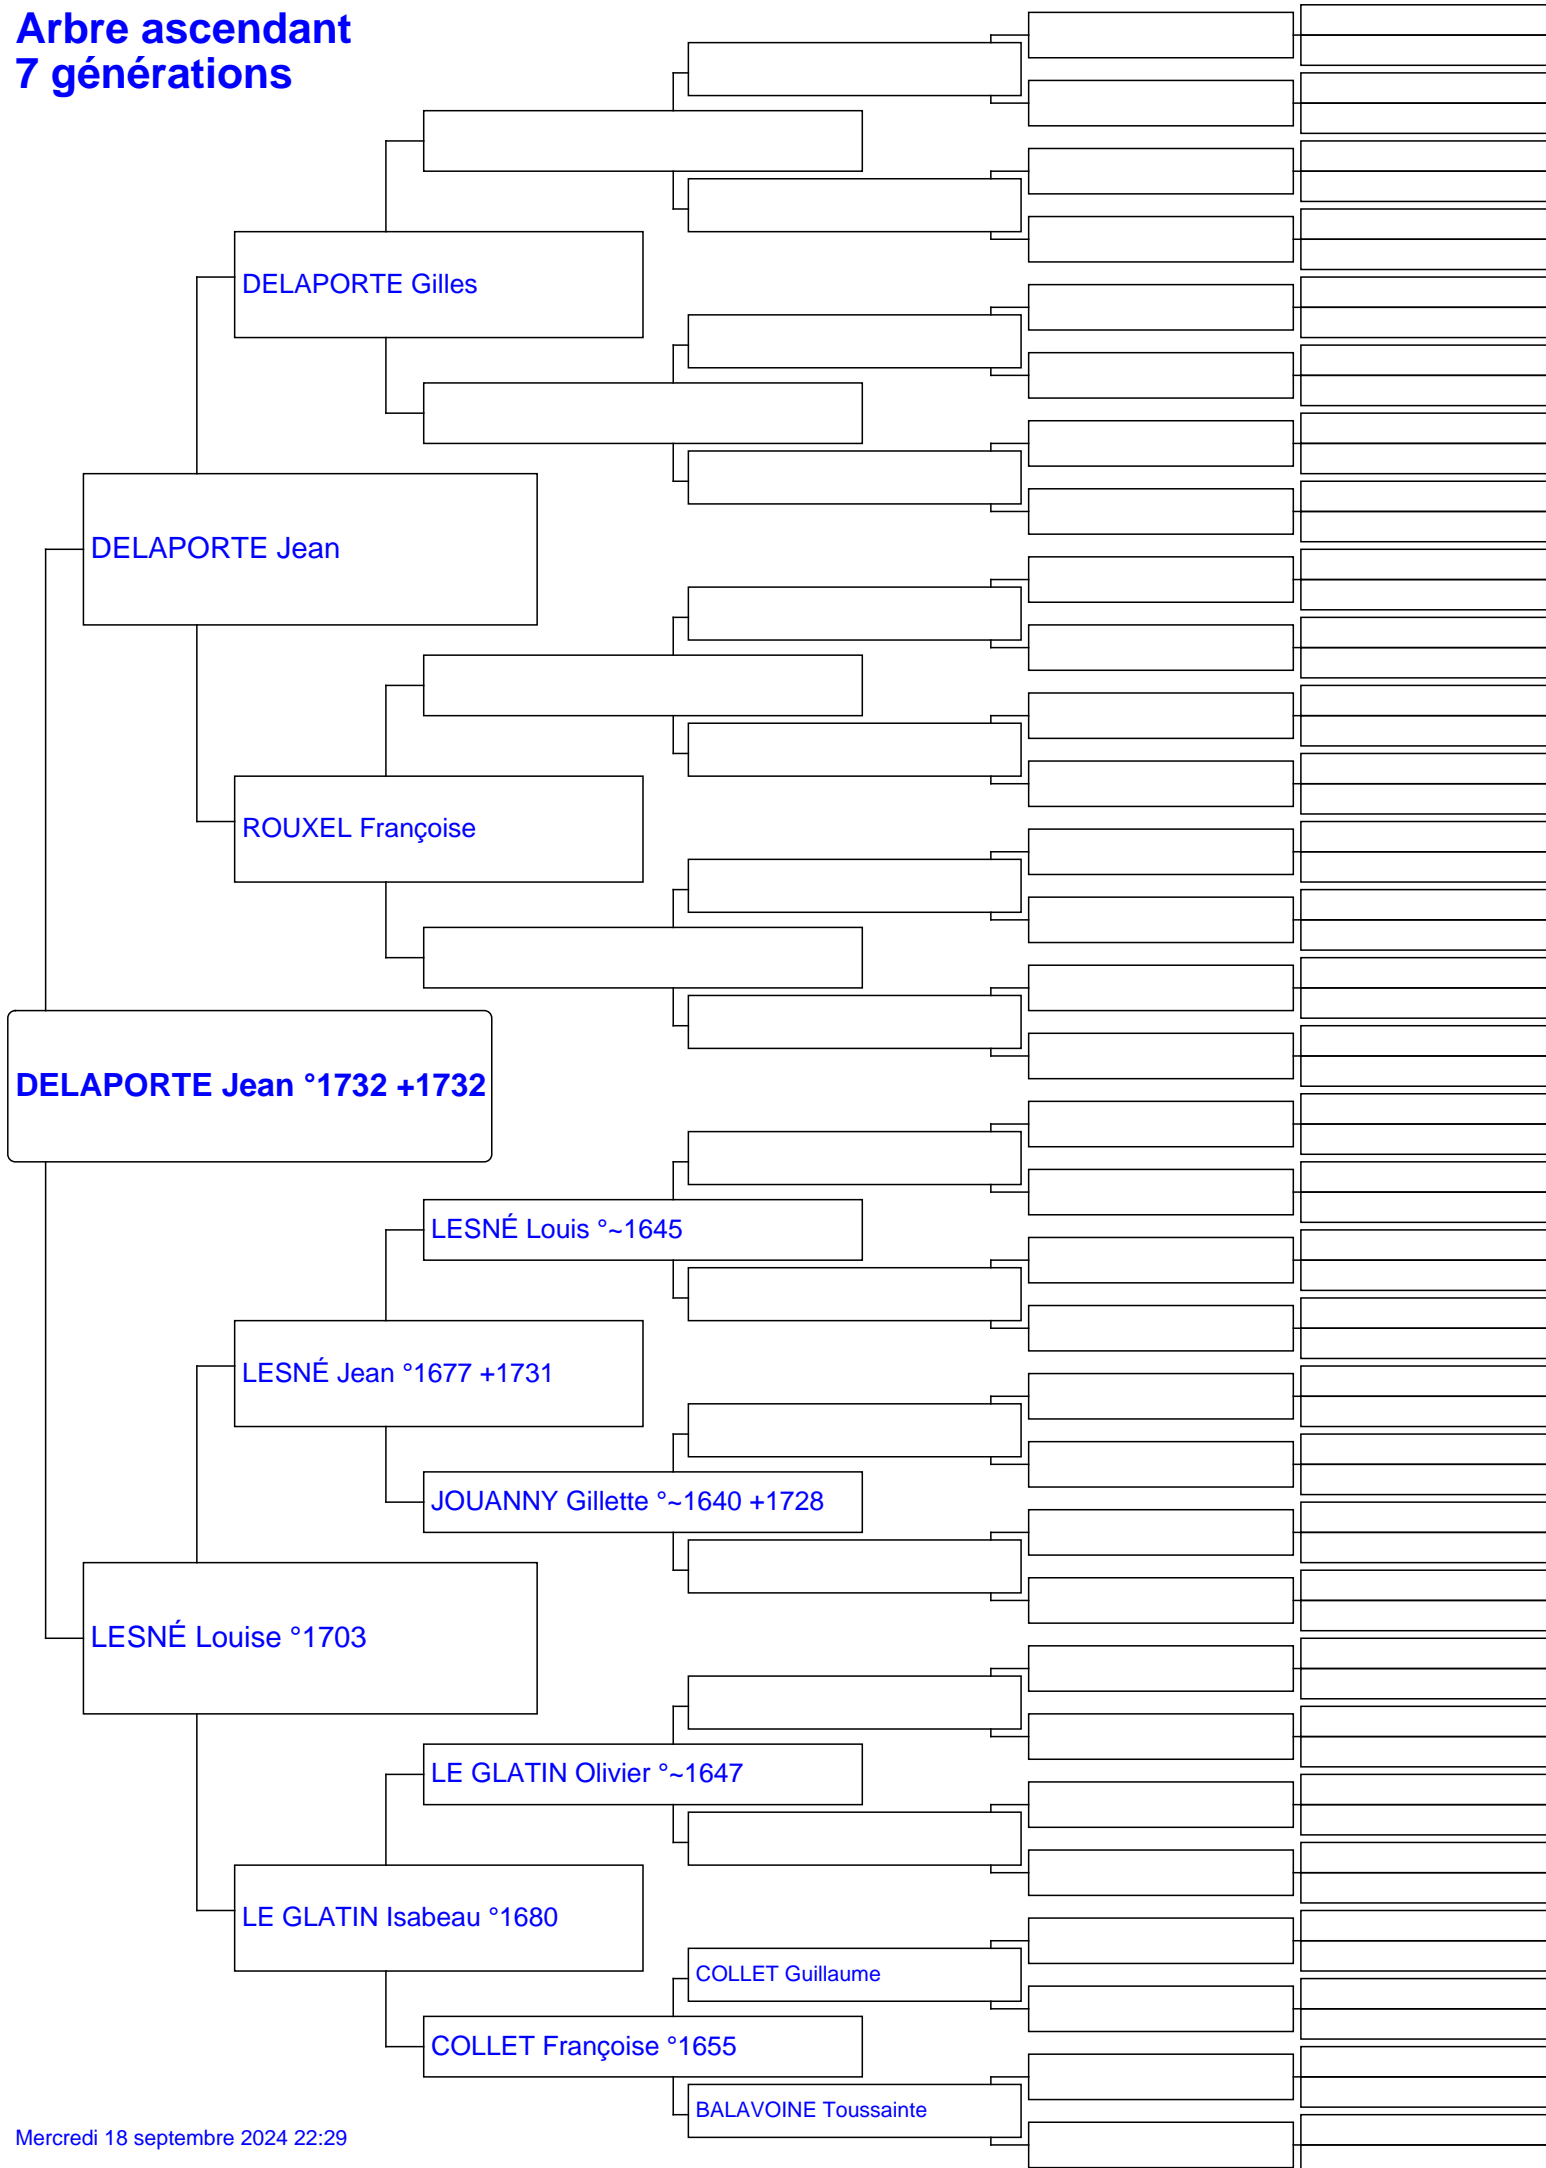 Arbre ascendant
7 générations
DELAPORTE Gilles
DELAPORTE Jean
ROUXEL Françoise
DELAPORTE Jean °1732 +1732
LESNÉ Louis °~1645
LESNÉ Jean °1677 +1731
JOUANNY Gillette °~1640 +1728
LESNÉ Louise °1703
LE GLATIN Olivier °~1647
LE GLATIN Isabeau °1680
COLLET Guillaume
COLLET Françoise °1655
BALAVOINE Toussainte
Mercredi 18 septembre 2024 22:29